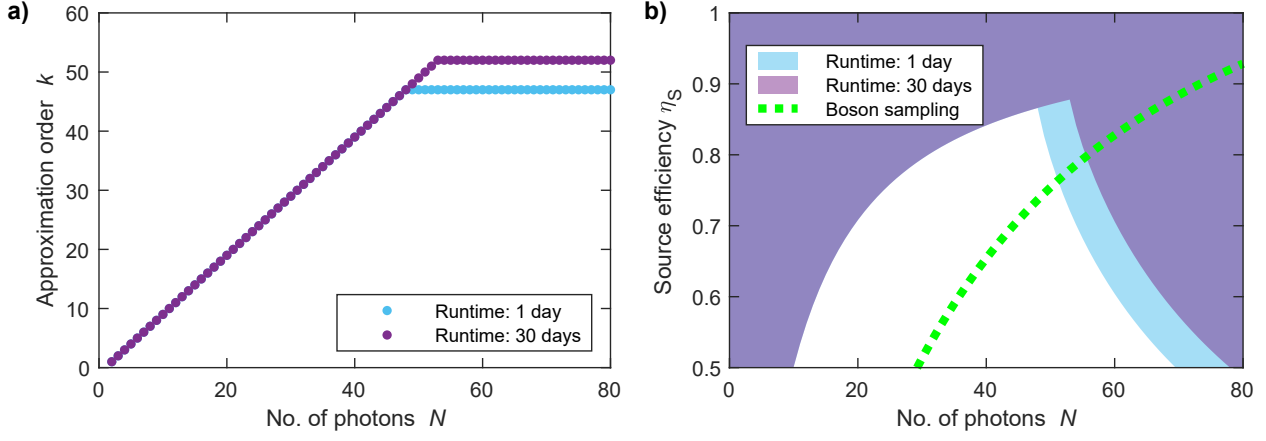 a)
60
50
40
30
20
10
0
Approximation order k
Runtime: 1 day
Runtime: 30 days
0 20 40 60 80
No. of photons N
b)
1
0.9
0.8
0.7
0.6
0.5
Source efficiency ηS
Runtime: 1 day
Runtime: 30 days
Boson sampling
0 20 40 60 80
No. of photons N